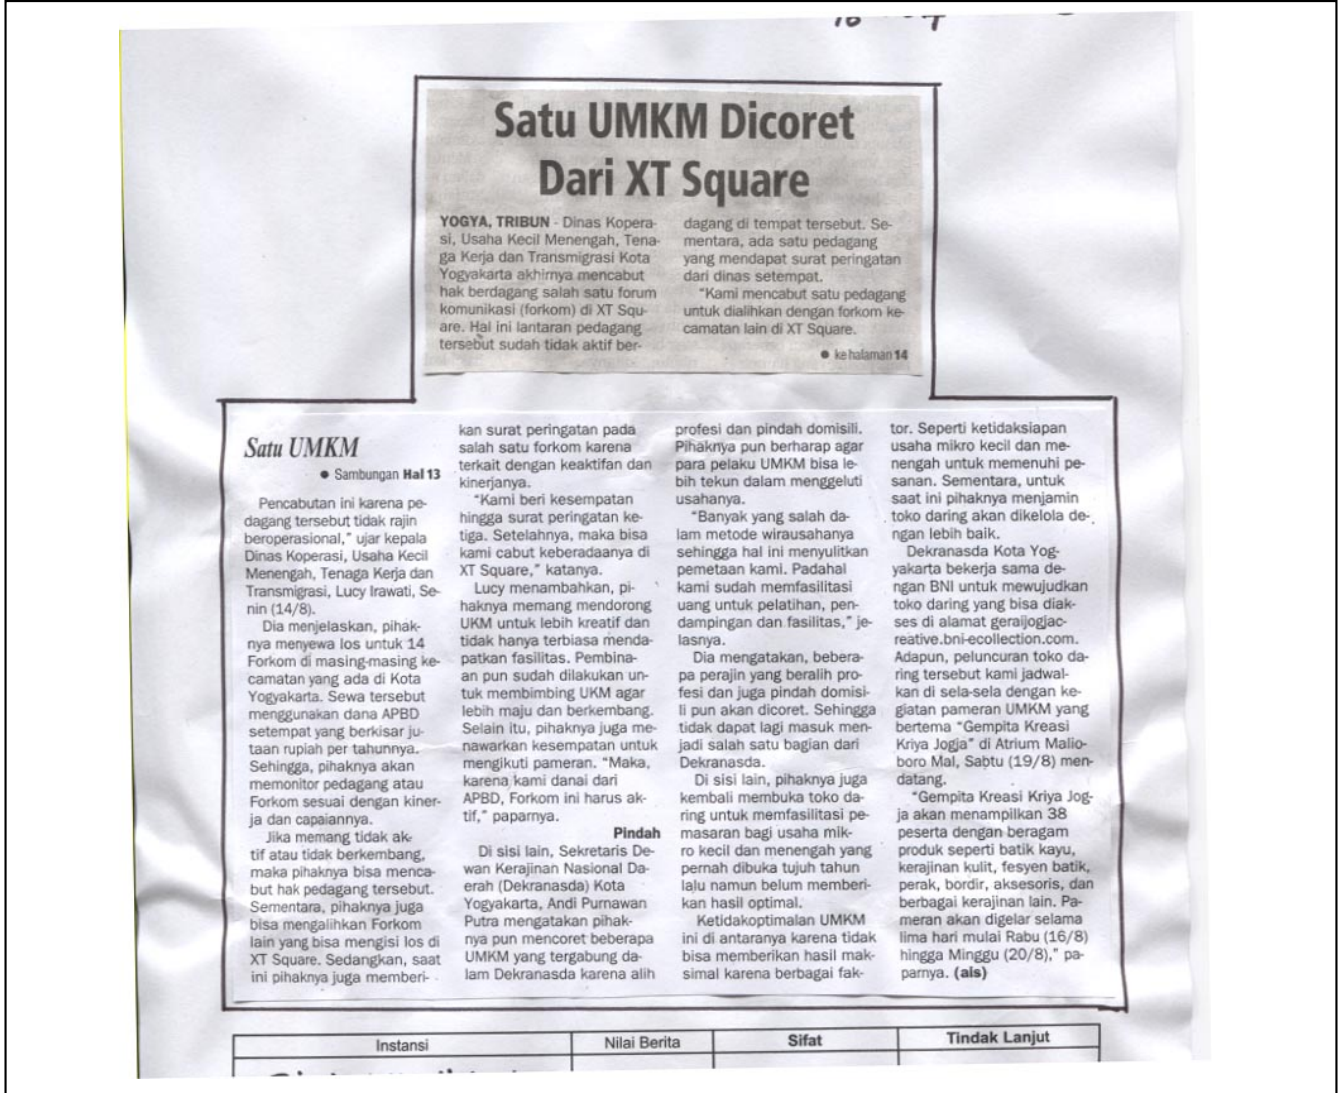 Satu UMKM Dicoret
Dari XT Square
YOGYA, TRIBUN - Dinas Kopera-
si, Usaha Kecil Menengah, Tena-
ga Kerja dan Transmigrasi Kota
Yogyakarta akhirnya mencabut
hak berdagang salah satu forum
komunikasi (forkom) di XT Squ-
are. Hal ini lantaran pedagang
tersebut sudah tidak aktif ber-
dagang di tempat tersebut. Se-
mentara, ada satu pedagang
yang mendapat surat peringatan
dari dinas setempat.
"Kami mencabut satu pedagang
untuk dialihkan dengan forkom ke-
camatan lain di XT Square.
● ke halaman 14
Satu UMKM
● Sambungan Hal 13
Pencabutan ini karena pe-
dagang tersebut tidak rajin
beroperasional," ujar kepala
Dinas Koperasi, Usaha Kecil
Menengah, Tenaga Kerja dan
Transmigrasi, Lucy Irawati, Se-
nin (14/8).
Dia menjelaskan, pihak-
nya menyewa los untuk 14
Forkom di masing-masing ke-
camatan yang ada di Kota
Yogyakarta. Sewa tersebut
menggunakan dana APBD
setempat yang berkisar ju-
taan rupiah per tahunnya.
Sehingga, pihaknya akan
memonitor pedagang atau
Forkom sesuai dengan kiner-
ja dan capaiannya.
Jika memang tidak ak-
tif atau tidak berkembang,
maka pihaknya bisa menca-
but hak pedagang tersebut.
Sementara, pihaknya juga
bisa mengalihkan Forkom
lain yang bisa mengisi los di
XT Square. Sedangkan, saat
ini pihaknya juga memberi-
kan surat peringatan pada
salah satu forkom karena
terkait dengan keaktifan dan
kinerjanya.
"Kami beri kesempatan
hingga surat peringatan ke-
tiga. Setelahnya, maka bisa
kami cabut keberadaanya di
XT Square," katanya.
Lucy menambahkan, pi-
haknya memang mendorong
UKM untuk lebih kreatif dan
tidak hanya terbiasa menda-
patkan fasilitas. Pembina-
an pun sudah dilakukan un-
tuk membimbing UKM agar
lebih maju dan berkembang.
Selain itu, pihaknya juga me-
nawarkan kesempatan untuk
mengikuti pameran. "Maka,
karena kami danai dari
APBD, Forkom ini harus ak-
tif," paparnya.
Pindah
Di sisi lain, Sekretaris De-
wan Kerajinan Nasional Da-
erah (Dekranasda) Kota
Yogyakarta, Andi Purnawan
Putra mengatakan pihak-
nya pun mencoret beberapa
UMKM yang tergabung da-
lam Dekranasda karena alih
profesi dan pindah domisili.
Pihaknya pun berharap agar
para pelaku UMKM bisa le-
bih tekun dalam menggeluti
usahanya.
"Banyak yang salah da-
lam metode wirausahanya
sehingga hal ini menyulitkan
pemetaan kami. Padahal
kami sudah memfasilitasi
uang untuk pelatihan, pen-
dampingan dan fasilitas," je-
lasnya.
Dia mengatakan, bebera-
pa perajin yang beralih pro-
fesi dan juga pindah domisi-
li pun akan dicoret. Sehingga
tidak dapat lagi masuk men-
jadi salah satu bagian dari
Dekranasda.
Di sisi lain, pihaknya juga
kembali membuka toko da-
ring untuk memfasilitasi pe-
masaran bagi usaha mik-
ro kecil dan menengah yang
pernah dibuka tujuh tahun
lalu namun belum memberi-
kan hasil optimal.
Ketidakoptimalan UMKM
ini di antaranya karena tidak
bisa memberikan hasil mak-
simal karena berbagai fak-
tor. Seperti ketidaksiapan
usaha mikro kecil dan me-
nengah untuk memenuhi pe-
sanan. Sementara, untuk
saat ini pihaknya menjamin
toko daring akan dikelola de-
ngan lebih baik.
Dekranasda Kota Yog-
yakarta bekerja sama de-
ngan BNI untuk mewujudkan
toko daring yang bisa diak-
ses di alamat geraijogjac-
reative.bni-ecollection.com.
Adapun, peluncuran toko da-
ring tersebut kami jadwal-
kan di sela-sela dengan ke-
giatan pameran UMKM yang
bertema "Gempita Kreasi
Kriya Jogja" di Atrium Malio-
boro Mal, Sabtu (19/8) men-
datang.
"Gempita Kreasi Kriya Jog-
ja akan menampilkan 38
peserta dengan beragam
produk seperti batik kayu,
kerajinan kulit, fesyen batik,
perak, bordir, aksesoris, dan
berbagai kerajinan lain. Pa-
meran akan digelar selama
lima hari mulai Rabu (16/8)
hingga Minggu (20/8)," pa-
parnya. (als)
Instansi
Nilai Berita
Sifat
Tindak Lanjut